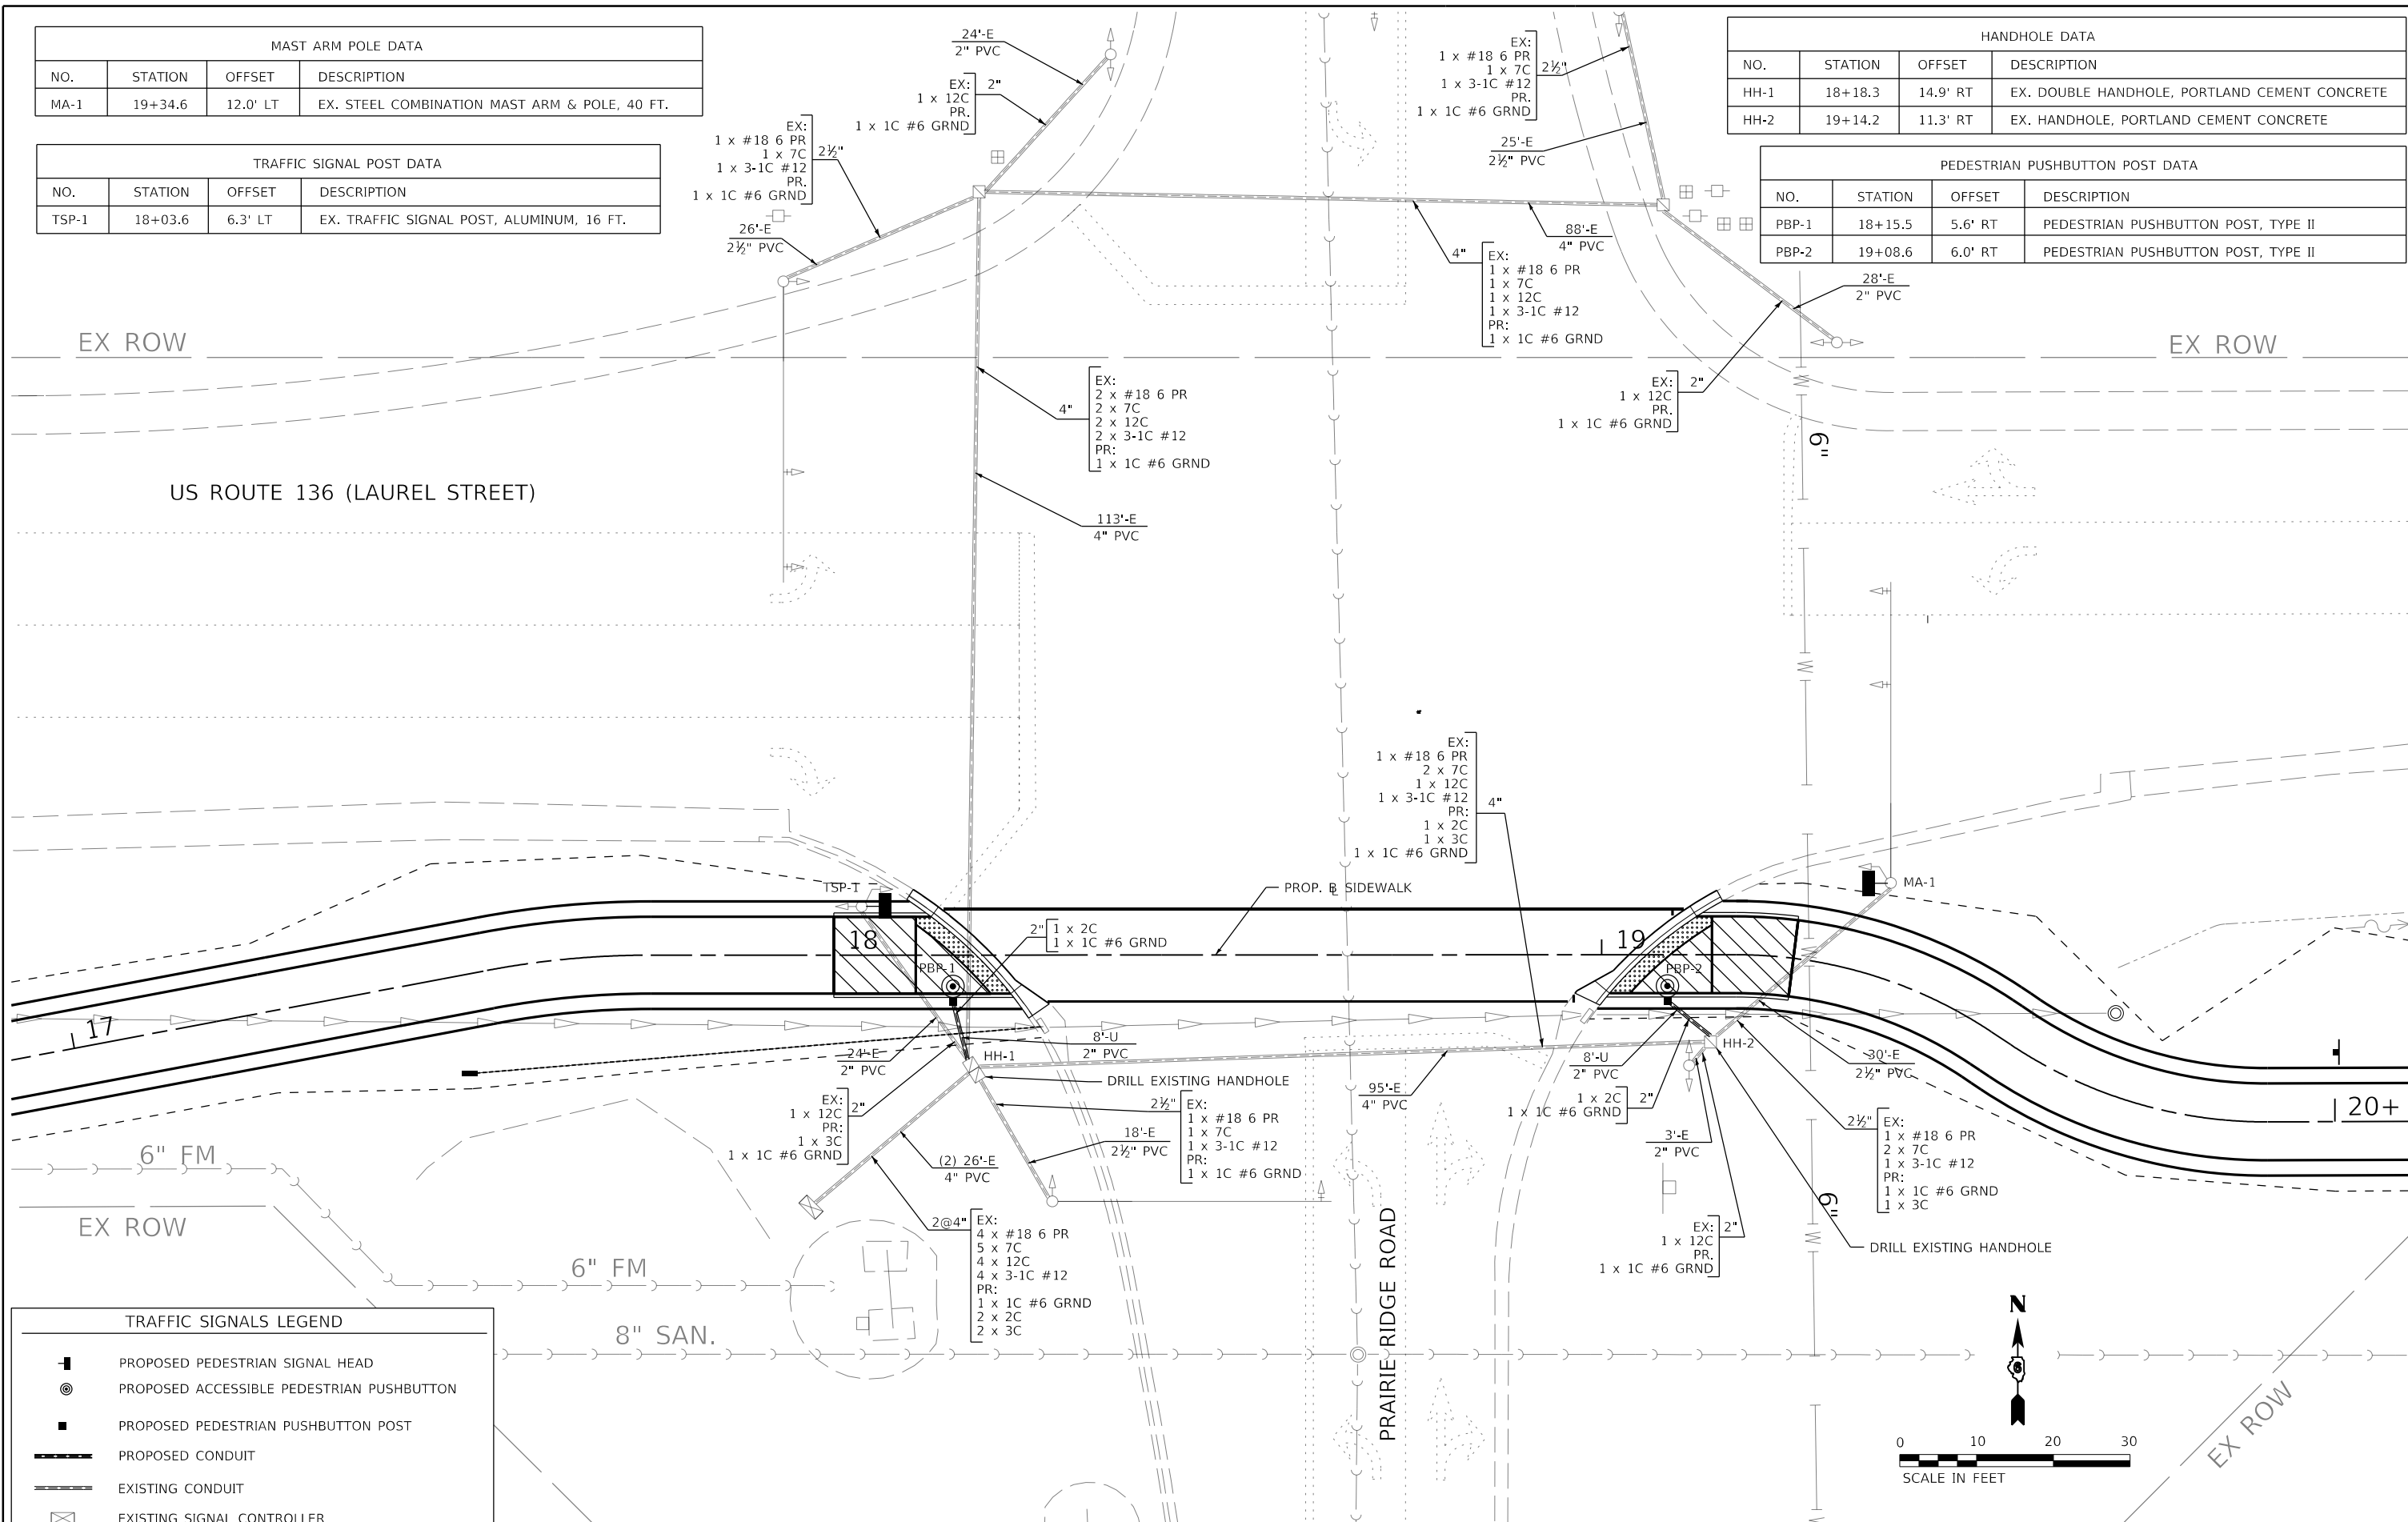 MAST ARM POLE DATA
NO. STATION OFFSET DESCRIPTION
MA-1 19+34.6 12.0' LT EX. STEEL COMBINATION MAST ARM & POLE, 40 FT.
TRAFFIC SIGNAL POST DATA
NO. STATION OFFSET DESCRIPTION
TSP-1 18+03.6 6.3' LT EX. TRAFFIC SIGNAL POST, ALUMINUM, 16 FT.
HANDHOLE DATA
NO. STATION OFFSET DESCRIPTION
HH-1 18+18.3 14.9' RT EX. DOUBLE HANDHOLE, PORTLAND CEMENT CONCRETE
HH-2 19+14.2 11.3' RT EX. HANDHOLE, PORTLAND CEMENT CONCRETE
PEDESTRIAN PUSHBUTTON POST DATA
NO. STATION OFFSET DESCRIPTION
PBP-1 18+15.5 5.6' RT PEDESTRIAN PUSHBUTTON POST, TYPE II
PBP-2 19+08.6 6.0' RT PEDESTRIAN PUSHBUTTON POST, TYPE II
24'-E
2" PVC
EX:
1 x 12C
PR.
1 x 1C #6 GRND
2"
EX:
1 x #18 6 PR
1 x 7C
1 x 3-1C #12
PR.
1 x 1C #6 GRND
2½"
26'-E
2½" PVC
EX:
1 x #18 6 PR
1 x 7C
1 x 3-1C #12
PR.
1 x 1C #6 GRND
2½"
25'-E
2½" PVC
88'-E
4" PVC
4"
EX:
1 x #18 6 PR
1 x 7C
1 x 12C
1 x 3-1C #12
PR:
1 x 1C #6 GRND
28'-E
2" PVC
EX ROW
EX ROW
EX:
1 x 12C
PR.
1 x 1C #6 GRND
2"
4"
EX:
2 x #18 6 PR
2 x 7C
2 x 12C
2 x 3-1C #12
PR:
1 x 1C #6 GRND
6"
US ROUTE 136 (LAUREL STREET)
113'-E
4" PVC
EX:
1 x #18 6 PR
2 x 7C
1 x 12C
1 x 3-1C #12
PR:
1 x 2C
1 x 3C
1 x 1C #6 GRND
4"
TSP-1
PROP. ℄ SIDEWALK
MA-1
2"
1 x 2C
1 x 1C #6 GRND
18
19
PBP-1
PBP-2
17
24'-E
2" PVC
HH-1
8'-U
2" PVC
DRILL EXISTING HANDHOLE
HH-2
8'-U
2" PVC
30'-E
2½" PVC
95'-E
4" PVC
1 x 2C
1 x 1C #6 GRND
2"
20+
EX:
1 x 12C
PR:
1 x 3C
1 x 1C #6 GRND
2"
2½"
EX:
1 x #18 6 PR
1 x 7C
1 x 3-1C #12
PR:
1 x 1C #6 GRND
18'-E
2½" PVC
(2) 26'-E
4" PVC
3'-E
2" PVC
2½"
EX:
1 x #18 6 PR
2 x 7C
1 x 3-1C #12
PR:
1 x 1C #6 GRND
1 x 3C
6" FM
EX ROW
6" FM
8" SAN.
2@4"
EX:
4 x #18 6 PR
5 x 7C
4 x 12C
4 x 3-1C #12
PR:
1 x 1C #6 GRND
2 x 2C
2 x 3C
EX:
1 x 12C
PR.
1 x 1C #6 GRND
2"
6"
DRILL EXISTING HANDHOLE
PRAIRIE RIDGE ROAD
EX ROW
N
6
0 10 20 30
SCALE IN FEET
TRAFFIC SIGNALS LEGEND
PROPOSED PEDESTRIAN SIGNAL HEAD
PROPOSED ACCESSIBLE PEDESTRIAN PUSHBUTTON
PROPOSED PEDESTRIAN PUSHBUTTON POST
PROPOSED CONDUIT
EXISTING CONDUIT
EXISTING SIGNAL CONTROLLER